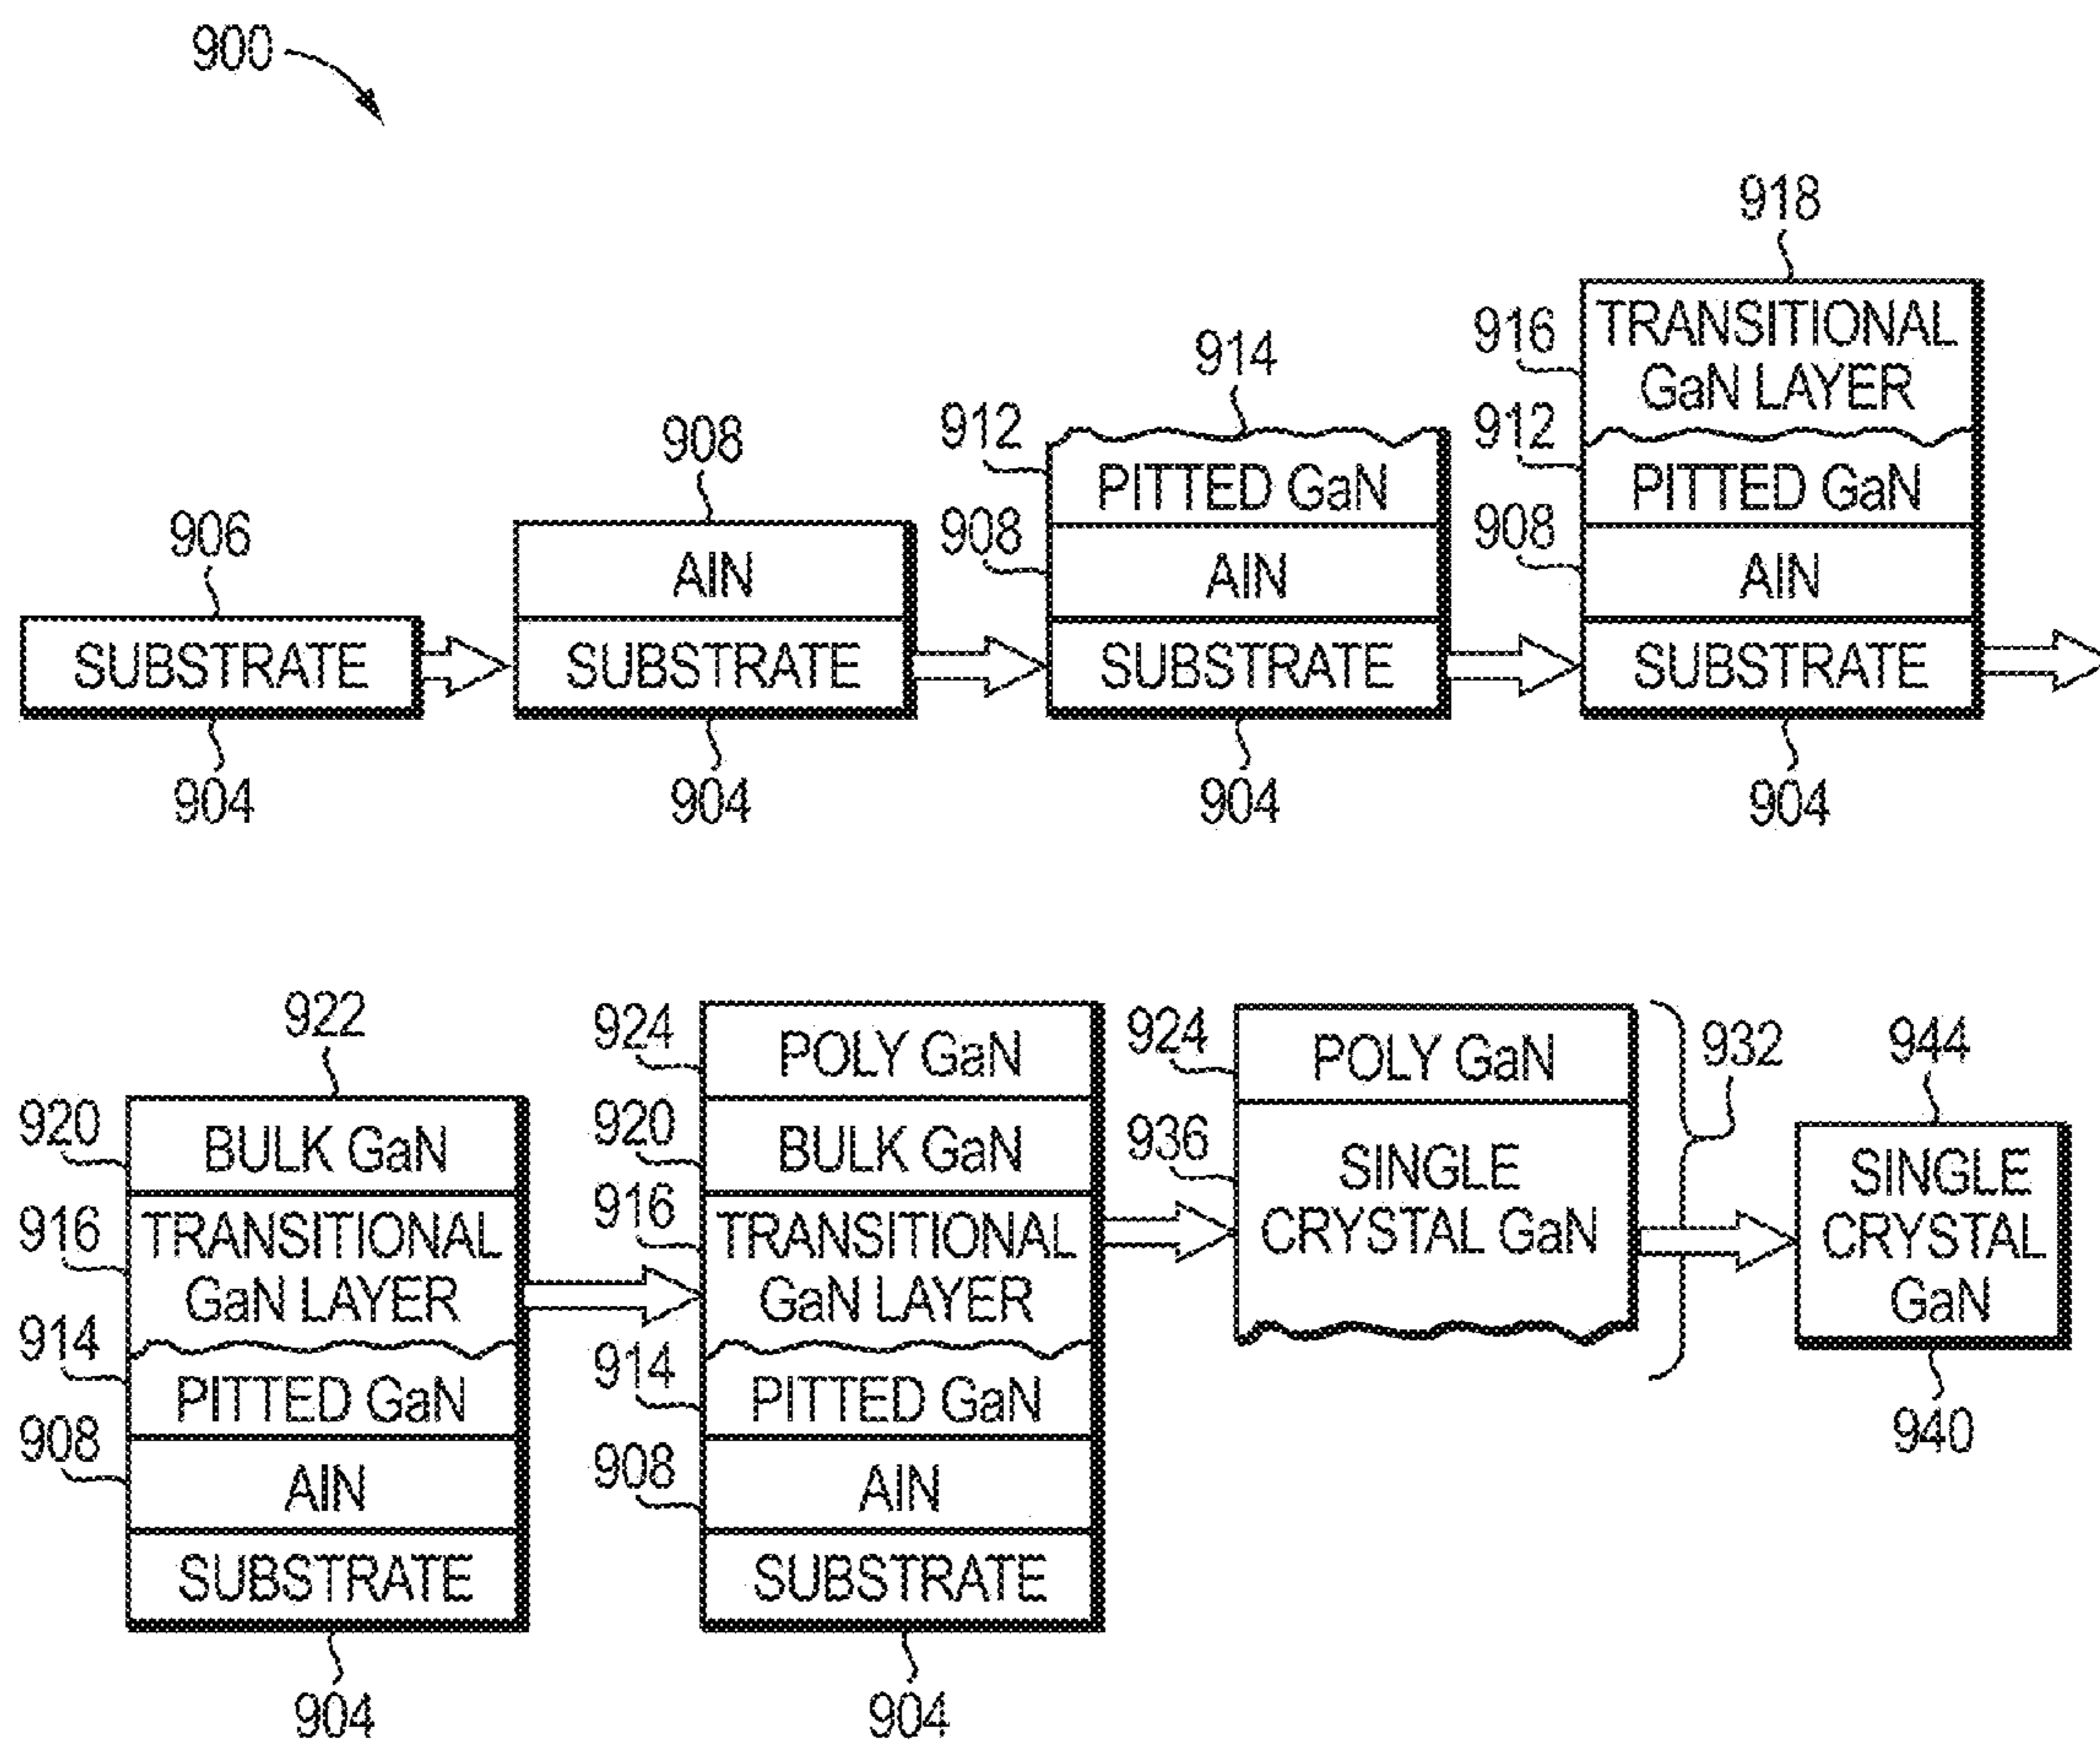 900
906
SUBSTRATE
904
908
AlN
SUBSTRATE
904
914
912
PITTED GaN
908
AlN
SUBSTRATE
904
918
916
TRANSITIONAL
GaN LAYER
912
PITTED GaN
908
AlN
SUBSTRATE
904
922
920
BULK GaN
916
TRANSITIONAL
GaN LAYER
914
PITTED GaN
908
AlN
SUBSTRATE
904
924
POLY GaN
920
BULK GaN
916
TRANSITIONAL
GaN LAYER
914
PITTED GaN
908
AlN
SUBSTRATE
904
924
POLY GaN
936
SINGLE
CRYSTAL GaN
932
944
SINGLE
CRYSTAL
GaN
940